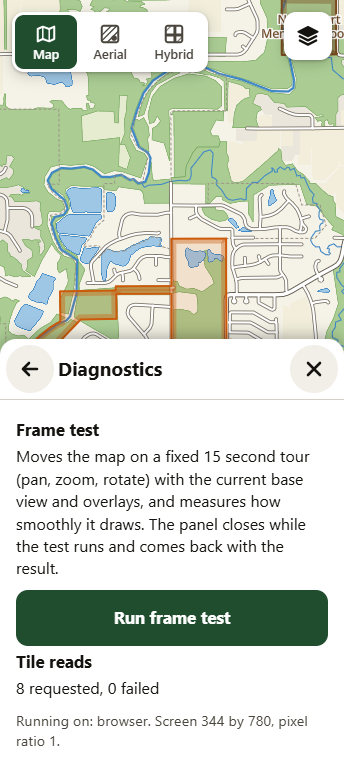 Map
Aerial
Hybrid
Diagnostics
Frame test
Moves the map on a fixed 15 second tour
(pan, zoom, rotate) with the current base
view and overlays, and measures how
smoothly it draws. The panel closes while
the test runs and comes back with the
result.
Run frame test
Tile reads
8 requested, 0 failed
Running on: browser. Screen 344 by 780, pixel
ratio 1.